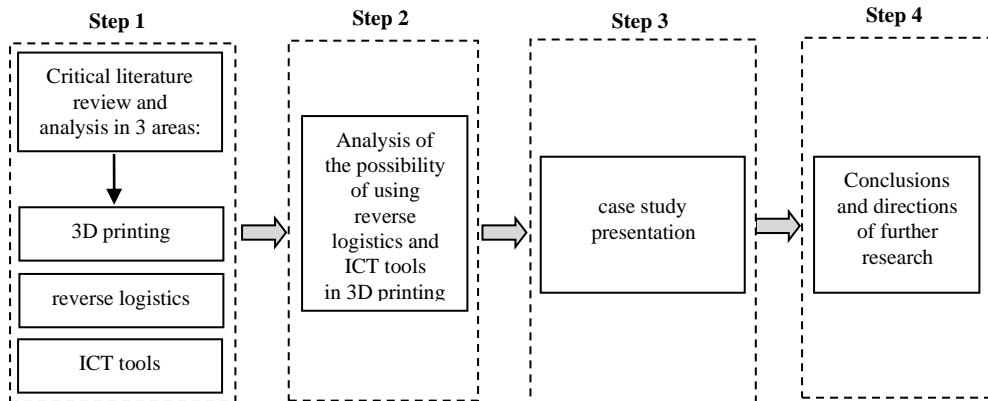 Step 1
Critical literature
review and
analysis in 3 areas:
3D printing
reverse logistics
ICT tools
Step 2
Analysis of
the possibility
of using
reverse
logistics and
ICT tools
in 3D printing
Step 3
case study
presentation
Step 4
Conclusions
and directions
of further
research